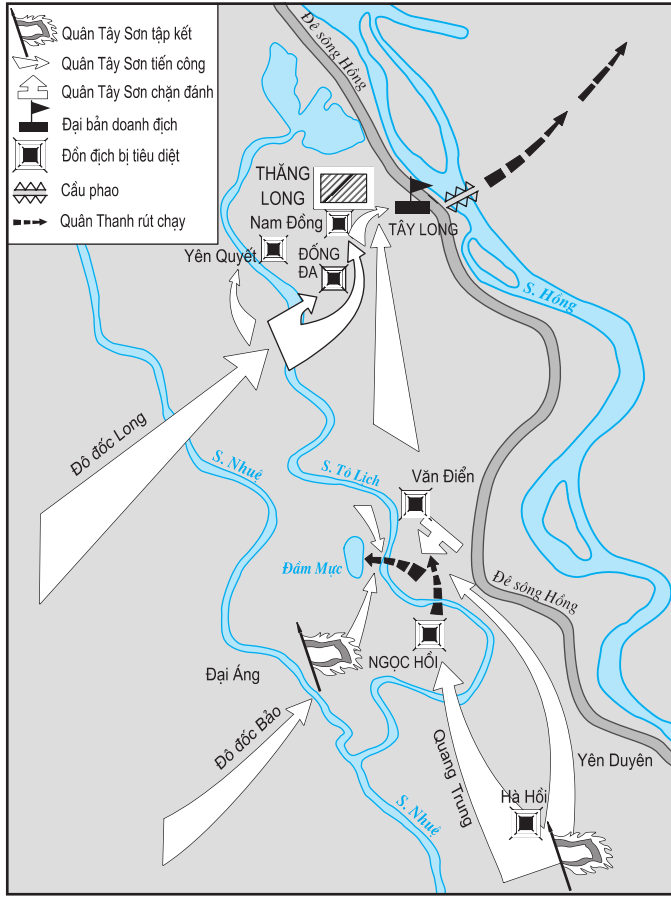 Quân Tây Sơn tập kết
Quân Tây Sơn tiến công
Quân Tây Sơn chặn đánh
Đại bản doanh địch
Đồn địch bị tiêu diệt
Cầu phao
Quân Thanh rút chạy
Đê sông Hồng
THĂNG
LONG
Nam Đồng
TÂY LONG
Yên Quyết
ĐỐNG
ĐA
S. Hồng
Đô đốc Long
S. Nhuệ
S. Tô Lịch
Văn Điển
Đầm Mực
Đê sông Hồng
NGỌC HỒI
Đại Áng
Đô đốc Bảo
Quang Trung
Yên Duyên
Hà Hồi
S. Nhuệ